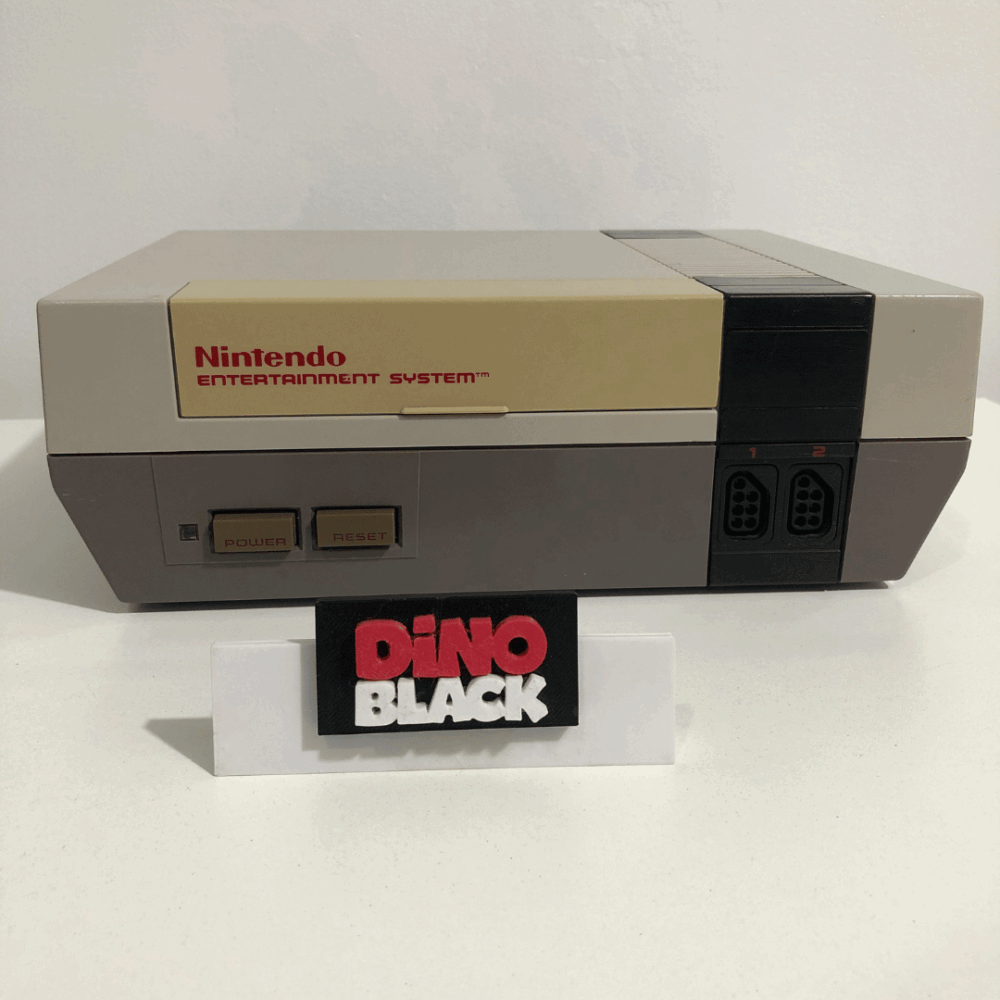 Nintendo
ENTERTAINMENT SYSTEM™
1 2
POWER RESET
DiNO
BLACK